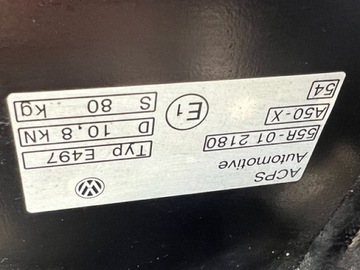 ACPS
Automotive
55R-01 2180
A50-X
54
E1
Typ E497
D 10,8 kN
S 80 kg